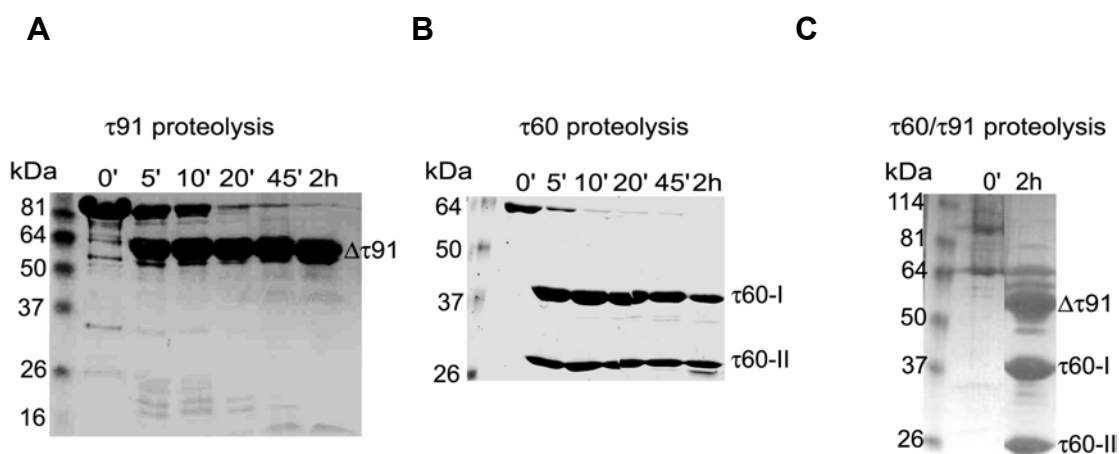 A
B
C
τ91 proteolysis
kDa
0' 5' 10' 20' 45' 2h
81
64
50
37
26
16
Δτ91
τ60 proteolysis
kDa
0' 5' 10' 20' 45' 2h
64
50
37
26
τ60-I
τ60-II
τ60/τ91 proteolysis
kDa
0' 2h
114
81
64
50
37
26
Δτ91
τ60-I
τ60-II